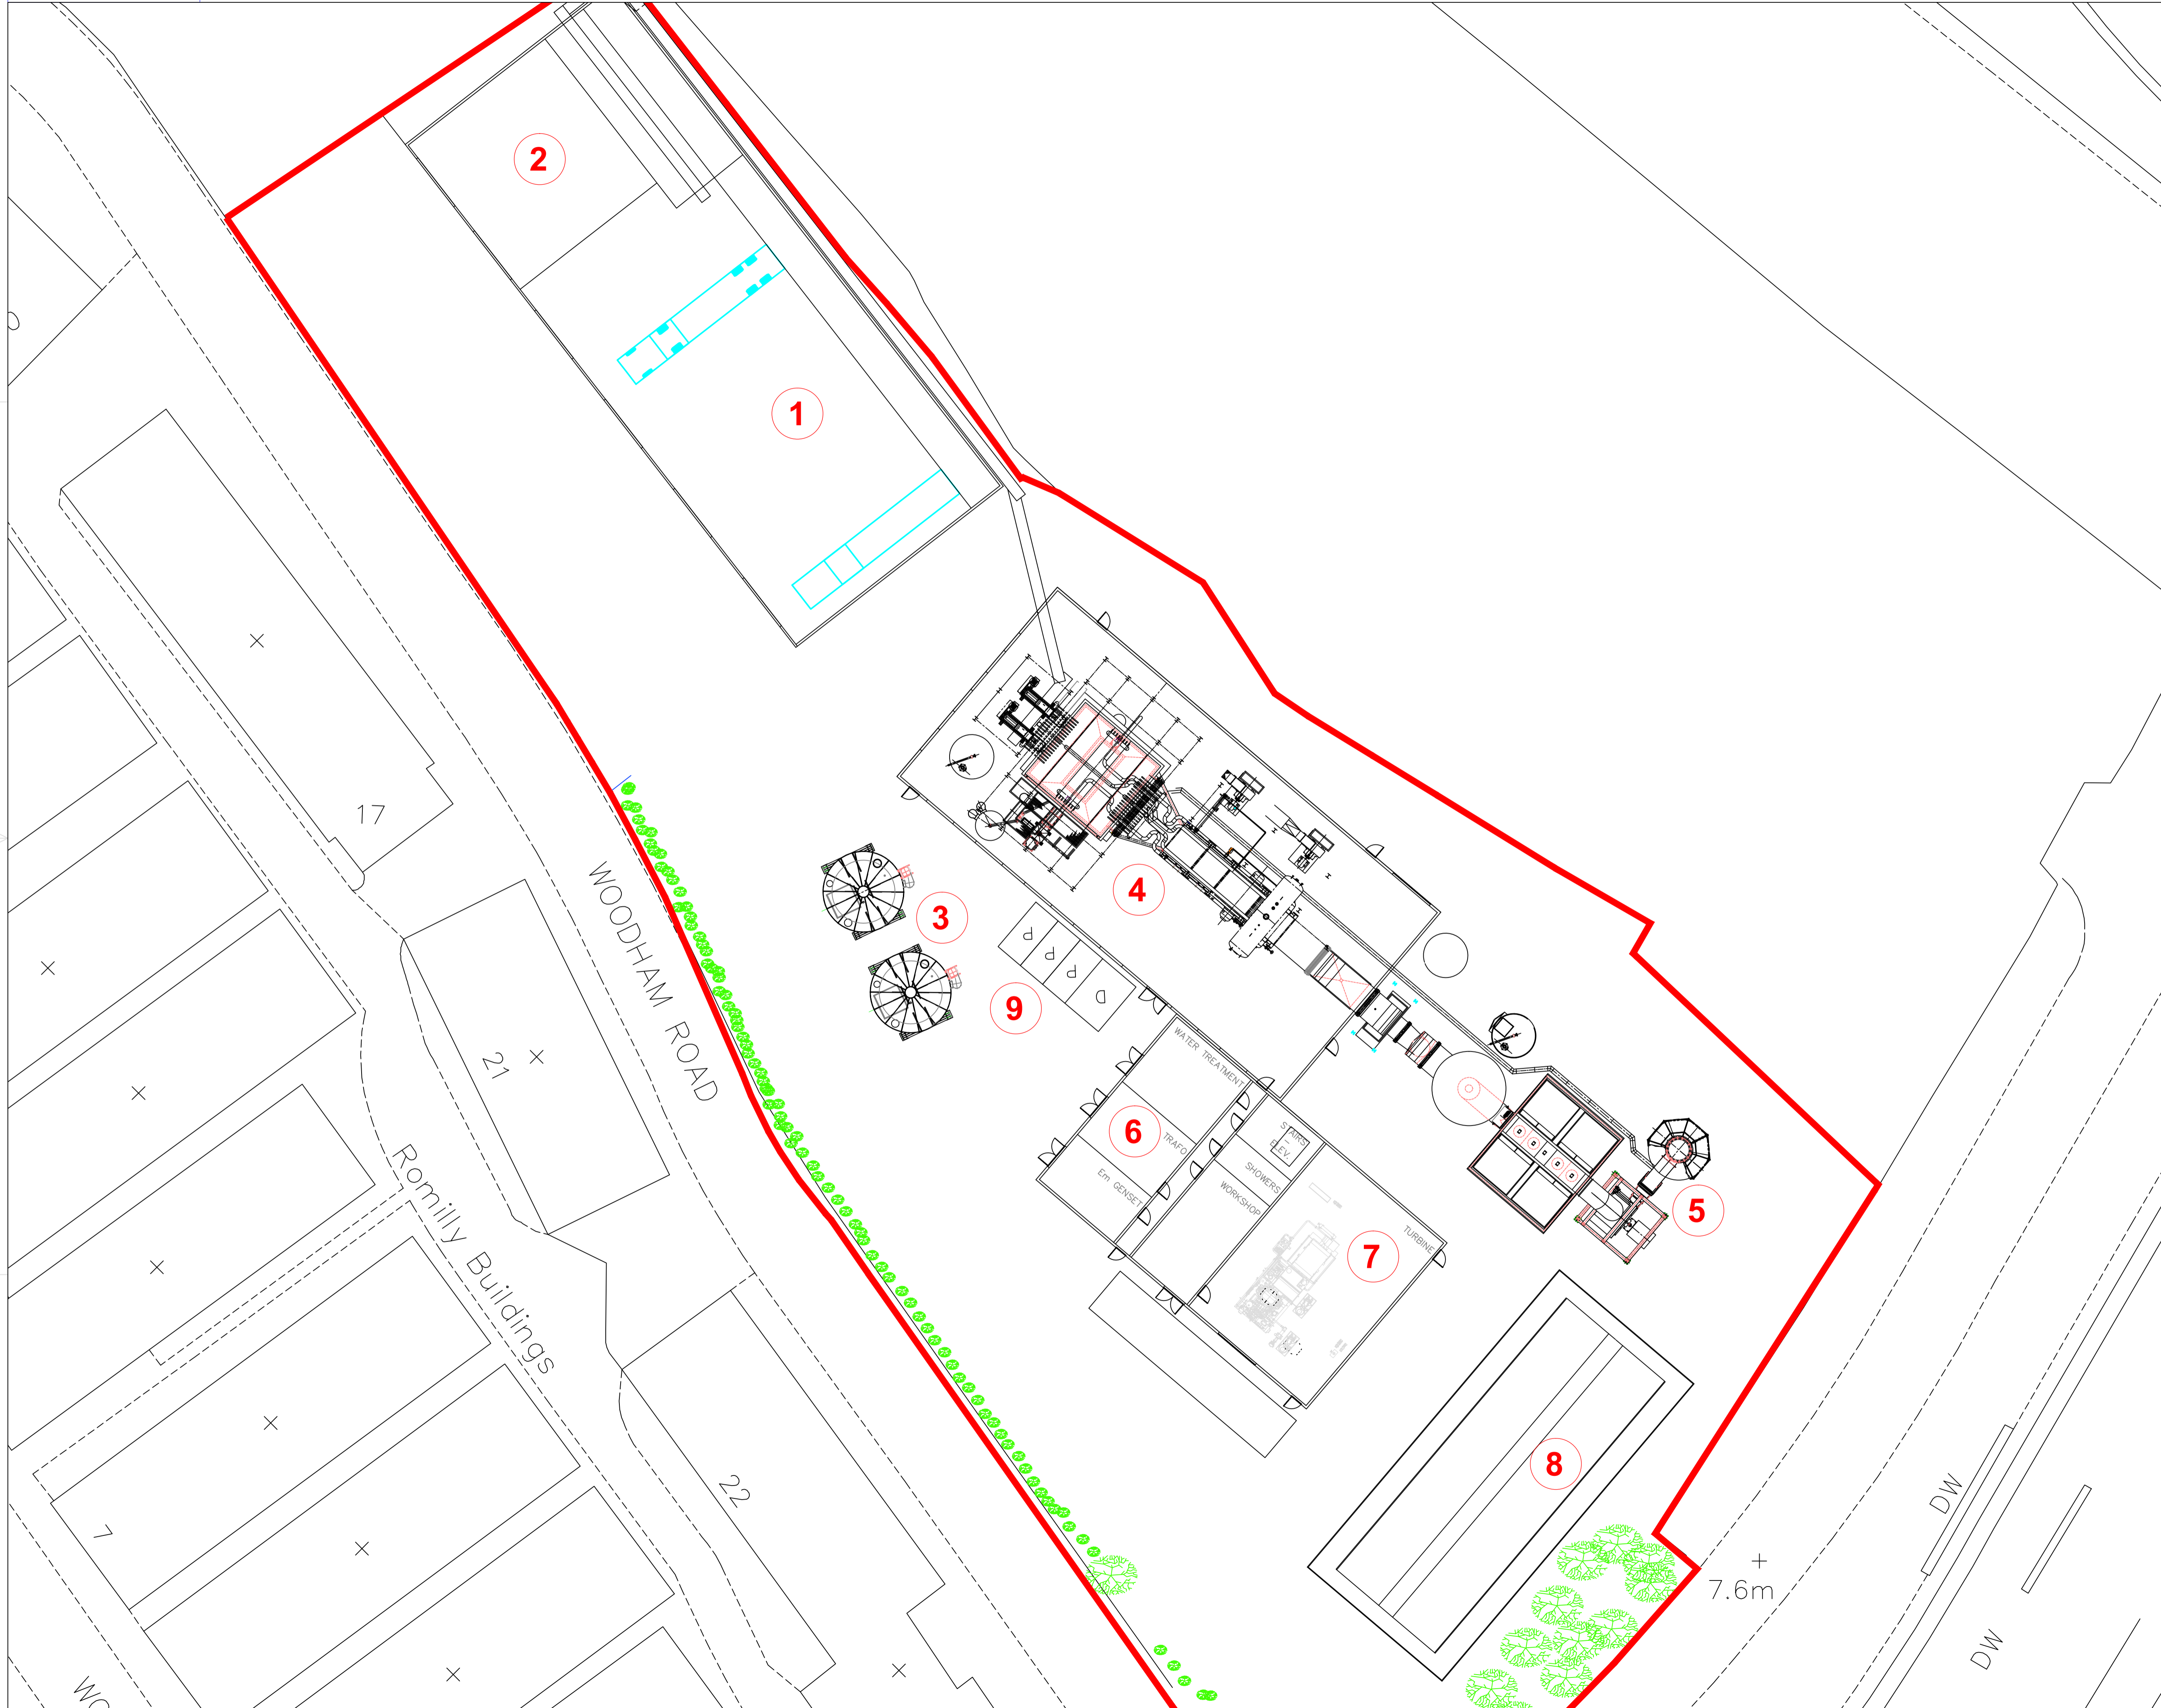 2
1
17
3
4
P
P
P
D
9
WOODHAM ROAD
21
WATER TREATMENT
6
TRAFO
Em GENSET
STAIRS
–
ELEV.
SHOWERS
WORKSHOP
5
7
TURBINE
Romilly Buildings
8
22
7
DW
7.6m
DW